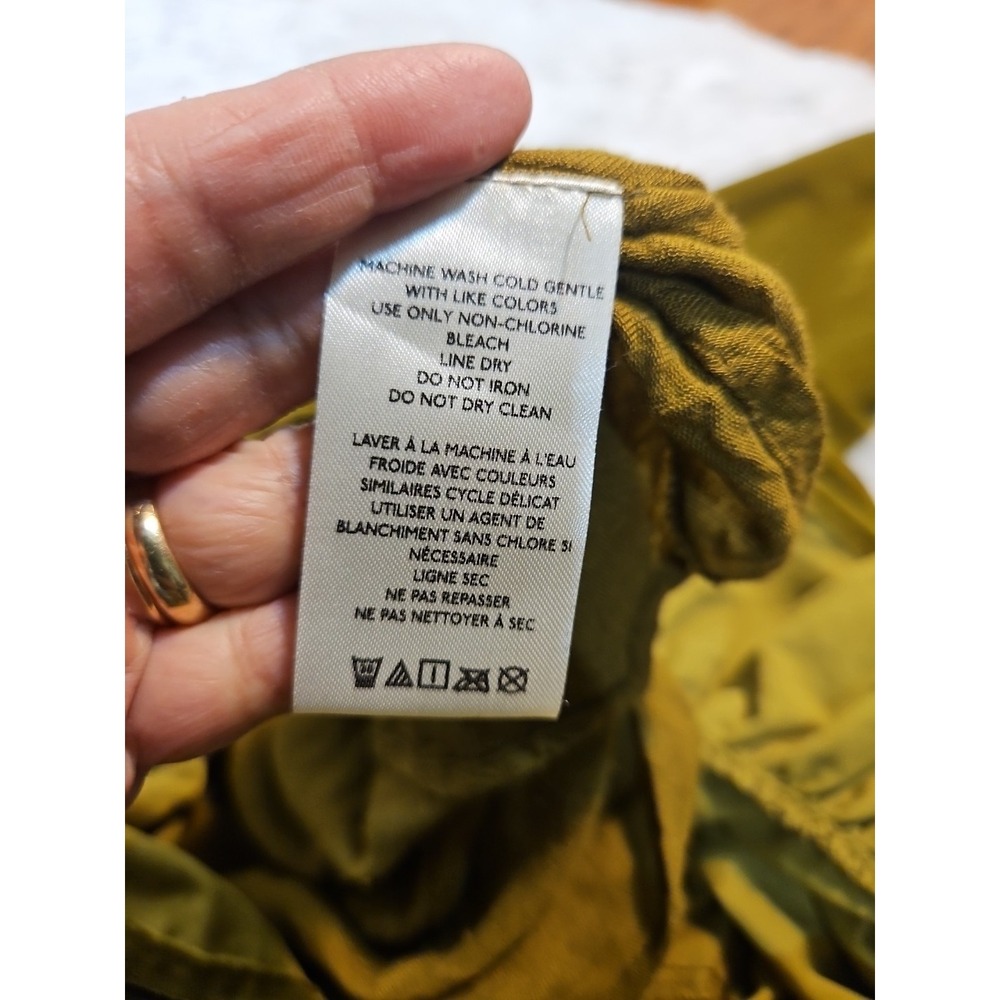 MACHINE WASH COLD GENTLE
WITH LIKE COLORS
USE ONLY NON-CHLORINE
BLEACH
LINE DRY
DO NOT IRON
DO NOT DRY CLEAN
LAVER À LA MACHINE À L'EAU
FROIDE AVEC COULEURS
SIMILAIRES CYCLE DÉLICAT
UTILISER UN AGENT DE
BLANCHIMENT SANS CHLORE SI
NÉCESSAIRE
LIGNE SEC
NE PAS REPASSER
NE PAS NETTOYER À SEC